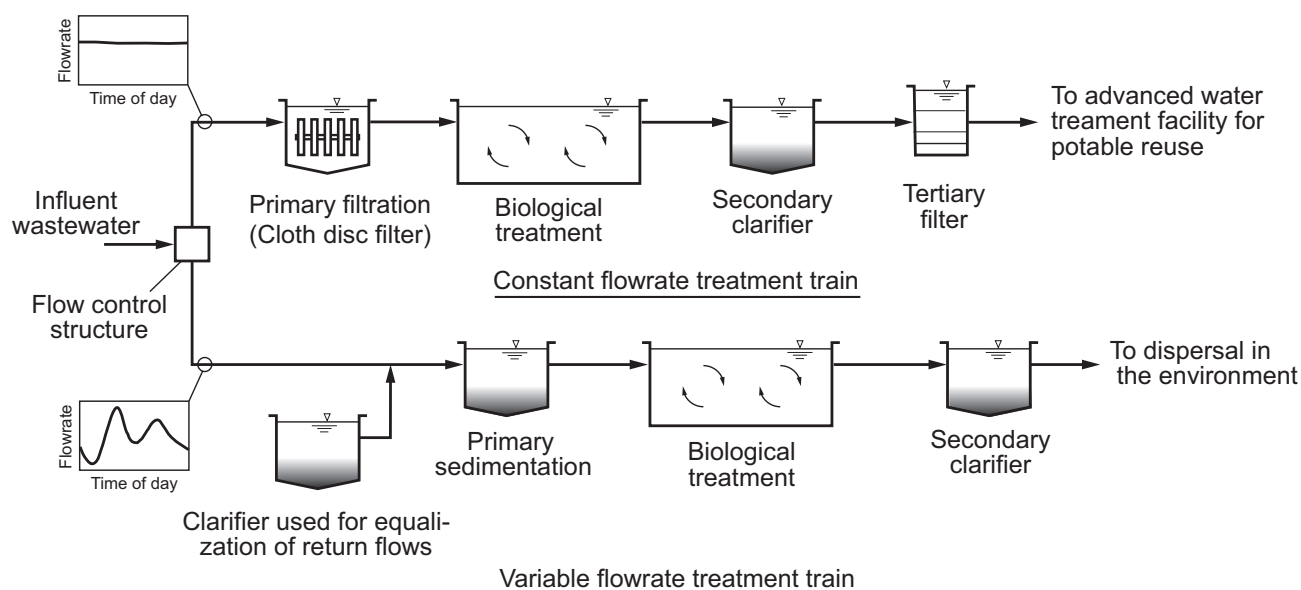 Flowrate
Time of day
Influent
wastewater
Flow control
structure
Primary filtration
(Cloth disc filter)
Biological
treatment
Secondary
clarifier
Tertiary
filter
To advanced water
treament facility for
potable reuse
Constant flowrate treatment train
Flowrate
Time of day
Clarifier used for equali-
zation of return flows
Primary
sedimentation
Biological
treatment
Secondary
clarifier
To dispersal in
the environment
Variable flowrate treatment train